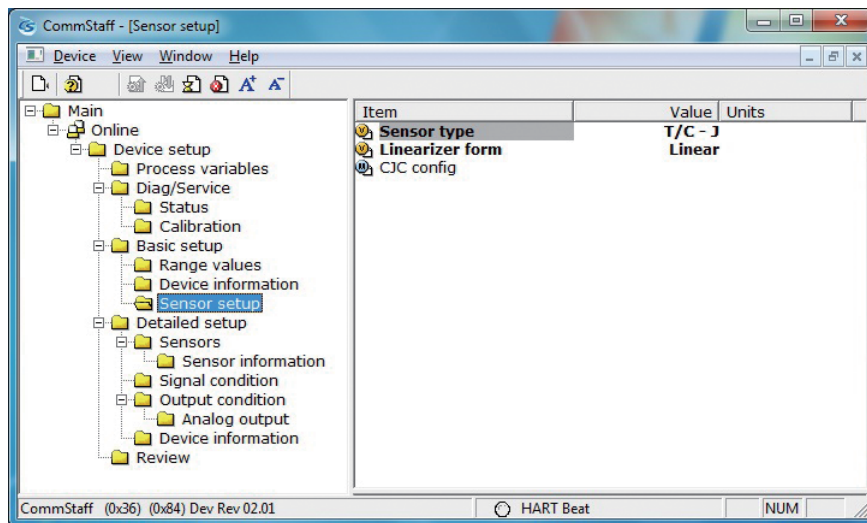 CommStaff - [Sensor setup]
Device View Window Help
Main
Online
Device setup
Process variables
Diag/Service
Status
Calibration
Basic setup
Range values
Device information
Sensor setup
Detailed setup
Sensors
Sensor information
Signal condition
Output condition
Analog output
Device information
Review
Item Value Units
Sensor type T/C - J
Linearizer form Linear
CJC config
CommStaff (0x36) (0x84) Dev Rev 02.01 HART Beat NUM